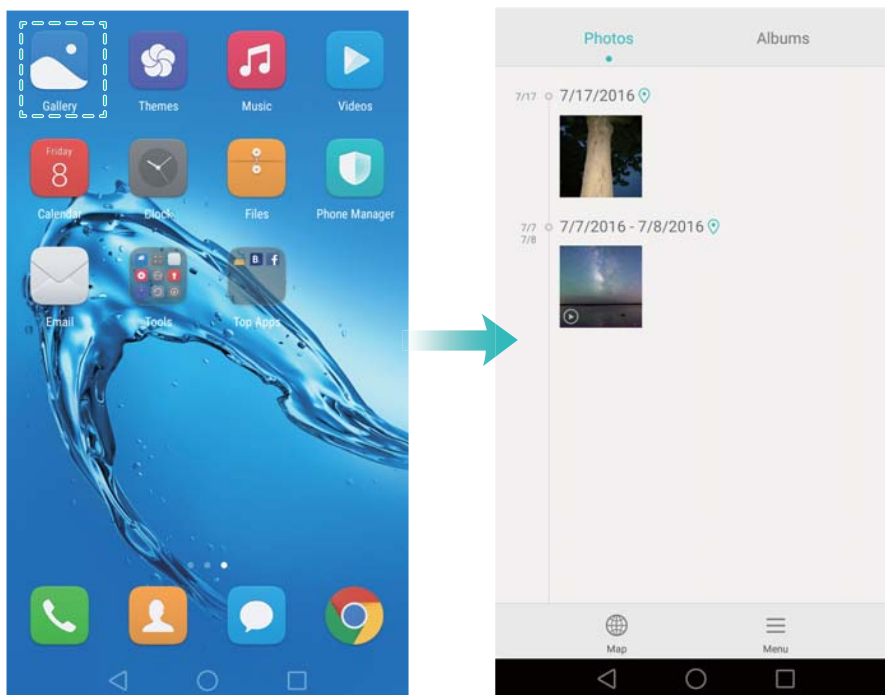 Gallery
Themes
Music
Videos
Friday
8
Calendar
Clock
Files
Phone Manager
B.
f
Email
Tools
Top Apps
Photos
Albums
7/17
7/17/2016
7/7
7/8
7/7/2016 - 7/8/2016
Map
Menu